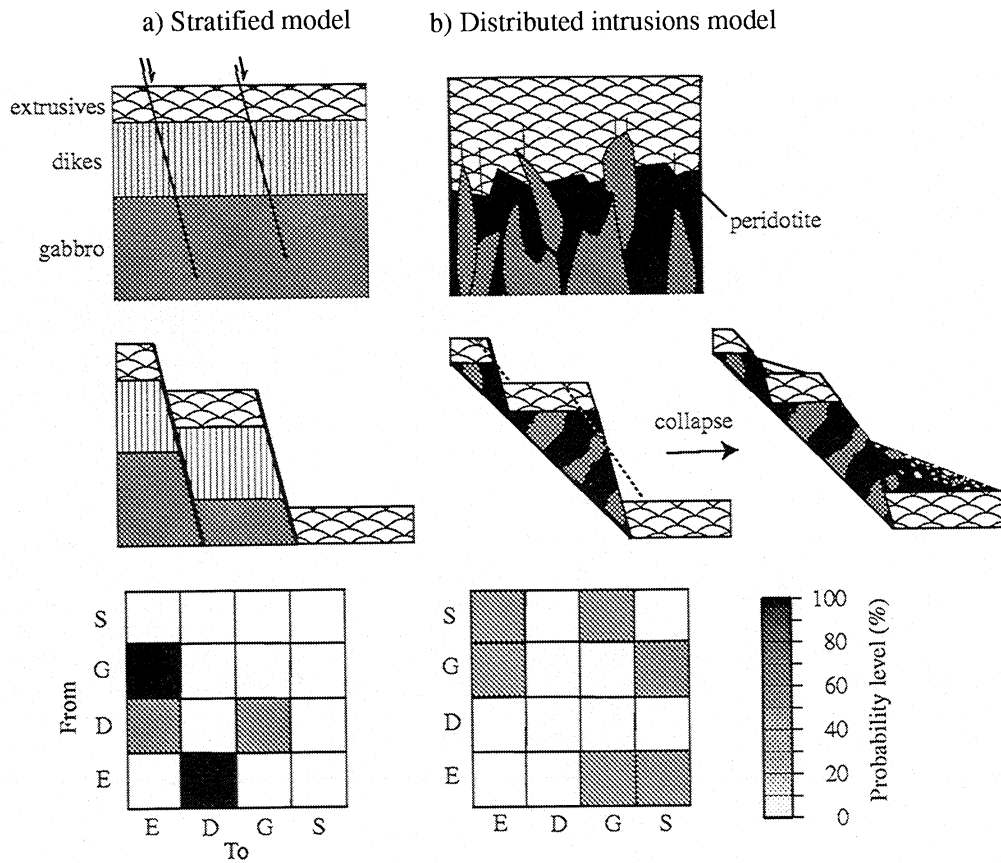 a) Stratified model
b) Distributed intrusions model
extrusives
dikes
gabbro
peridotite
collapse
S
G
D
E
From
E D G S
To
S
G
D
E
E D G S
100
80
60
40
20
0
Probability level (%)